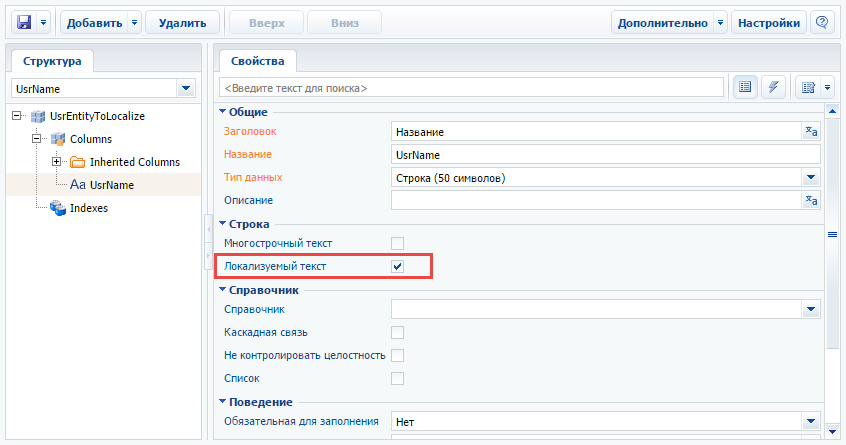 Добавить Удалить Вверх Вниз Дополнительно Настройки
Структура
UsrName
UsrEntityToLocalize
Columns
Inherited Columns
Aa UsrName
Indexes
Свойства
<Введите текст для поиска>
Общие
Заголовок Название
Название UsrName
Тип данных Строка (50 символов)
Описание
Строка
Многострочный текст
Локализуемый текст
Справочник
Справочник
Каскадная связь
Не контролировать целостность
Список
Поведение
Обязательная для заполнения Нет